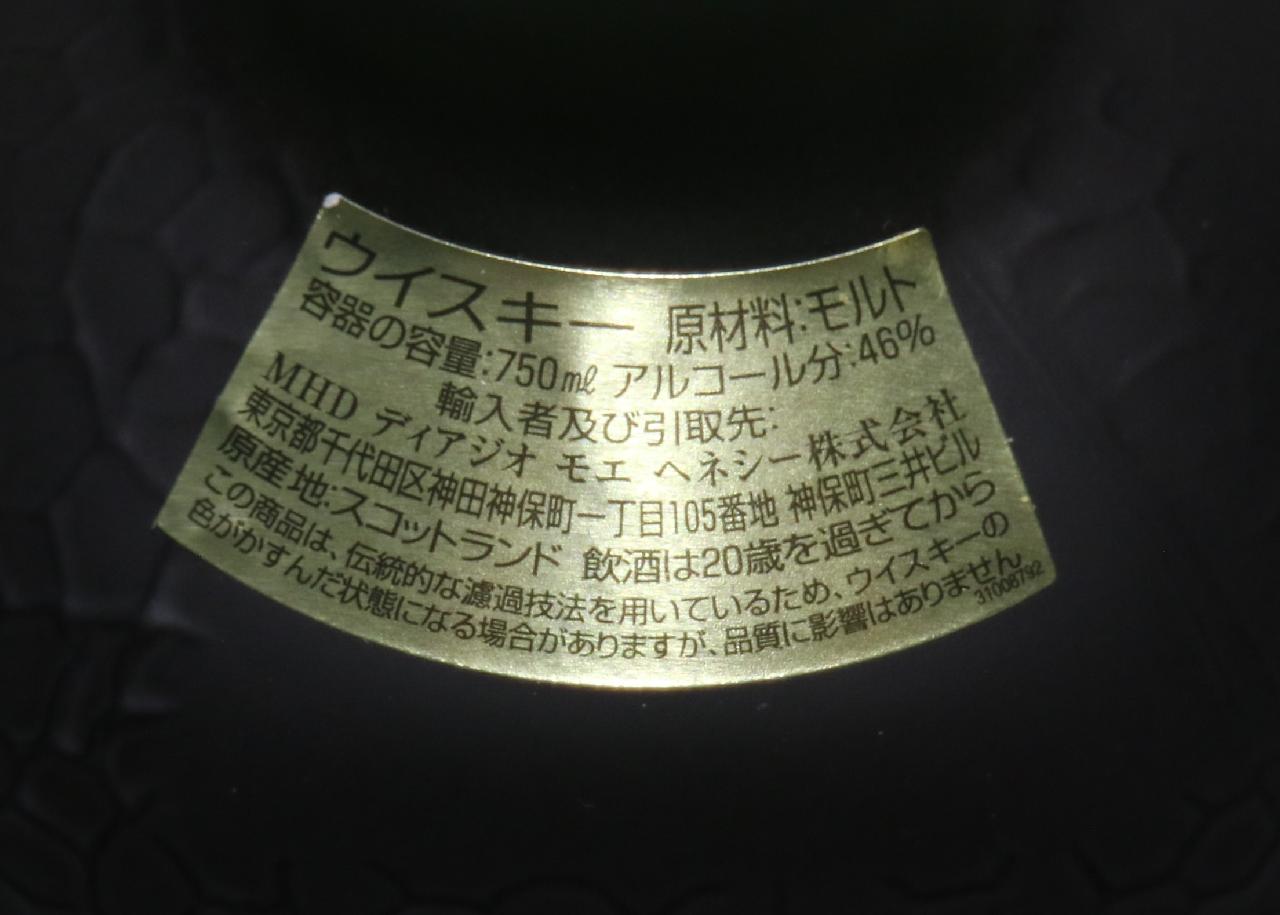 ウイスキー 原材料:モルト
容器の容量:750mℓ アルコール分:46%
輸入者及び引取先:
MHD ディアジオ モエ ヘネシー株式会社
東京都千代田区神田神保町一丁目105番地 神保町三井ビル
原産地:スコットランド 飲酒は20歳を過ぎてから
この商品は、伝統的な濾過技法を用いているため、ウイスキーの
色がかすんだ状態になる場合がありますが、品質に影響はありません
31008792